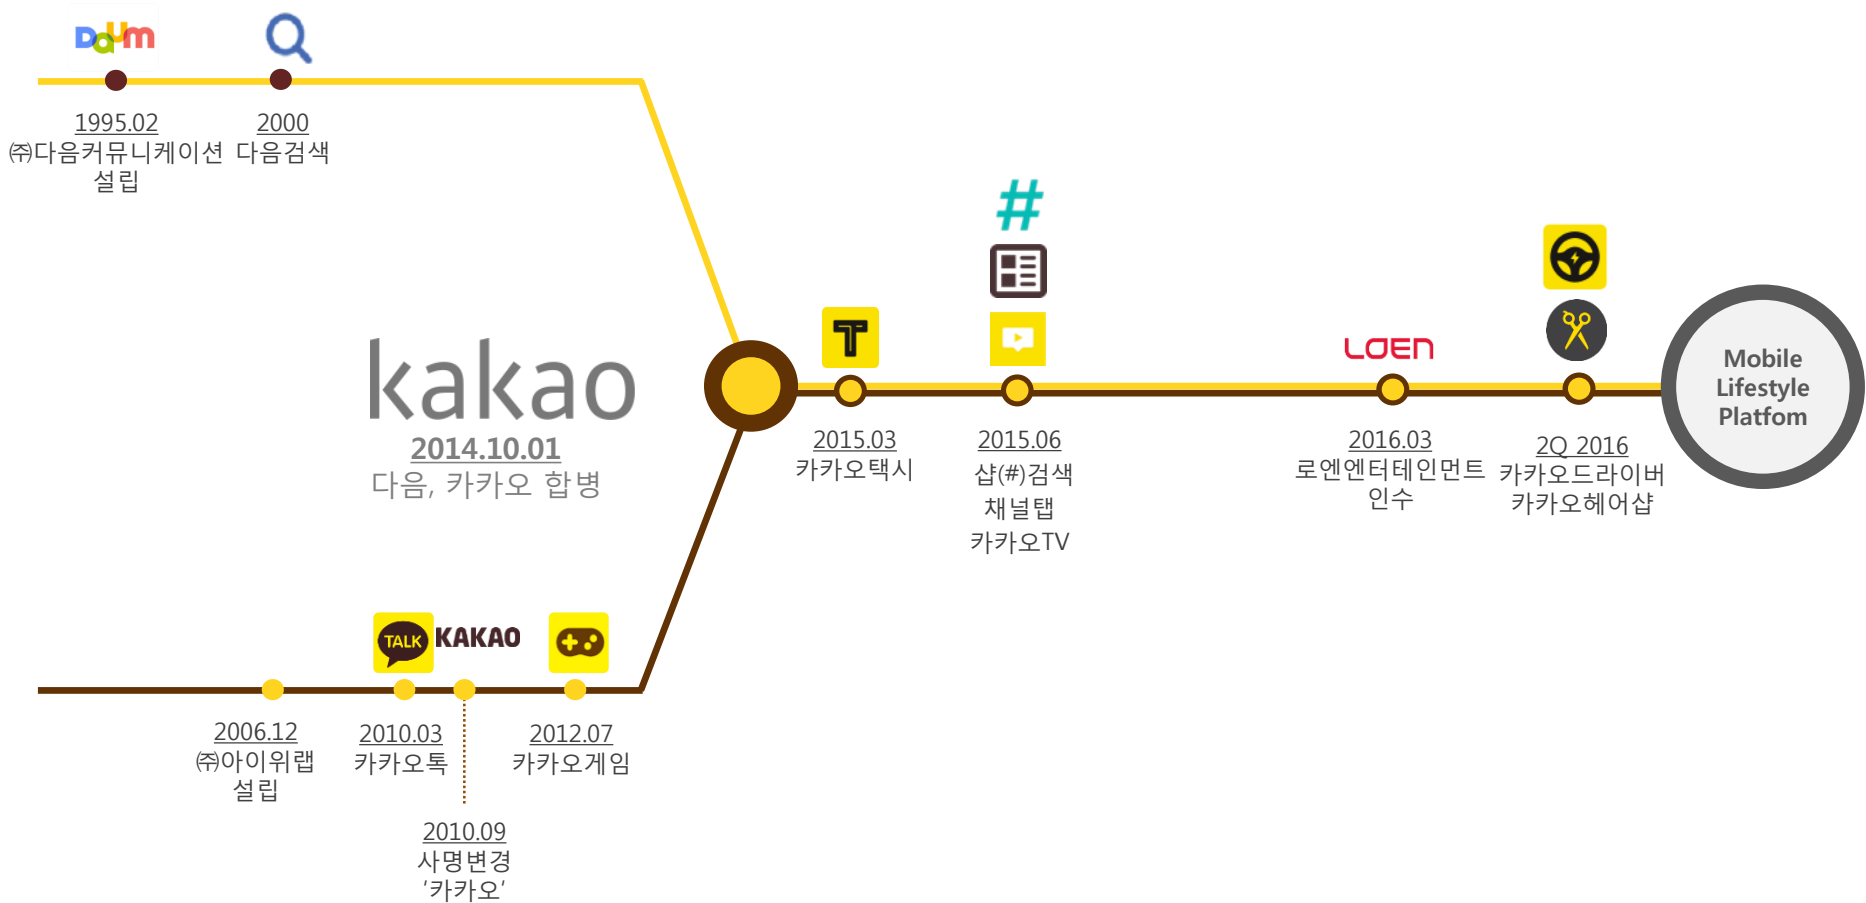 Daum
1995.02
㈜다음커뮤니케이션
설립
2000
다음검색
kakao
2014.10.01
다음, 카카오 합병
TALK
KAKAO
2006.12
㈜아이위랩
설립
2010.03
카카오톡
2010.09
사명변경
'카카오'
2012.07
카카오게임
T
2015.03
카카오택시
#
2015.06
샵(#)검색
채널탭
카카오TV
LOEN
2016.03
로엔엔터테인먼트
인수
2Q 2016
카카오드라이버
카카오헤어샵
Mobile
Lifestyle
Platfom